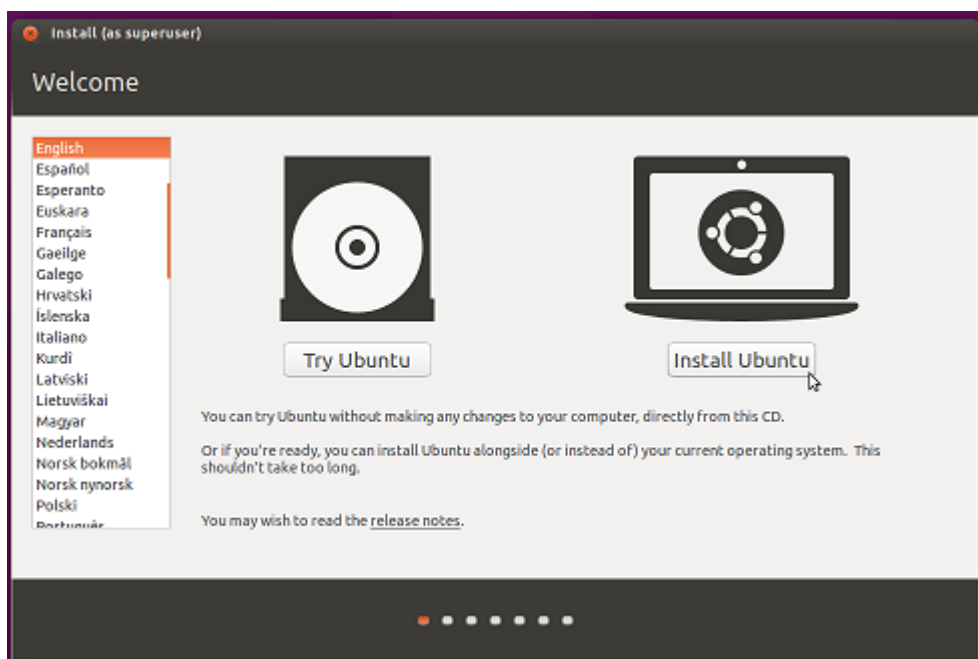 Install (as superuser)
Welcome
English
Español
Esperanto
Euskara
Français
Gaeilge
Galego
Hrvatski
Íslenska
Italiano
Kurdî
Latviski
Lietuviškai
Magyar
Nederlands
Norsk bokmål
Norsk nynorsk
Polski
Português
Try Ubuntu
Install Ubuntu
You can try Ubuntu without making any changes to your computer, directly from this CD.
Or if you're ready, you can install Ubuntu alongside (or instead of) your current operating system. This
shouldn't take too long.
You may wish to read the release notes.